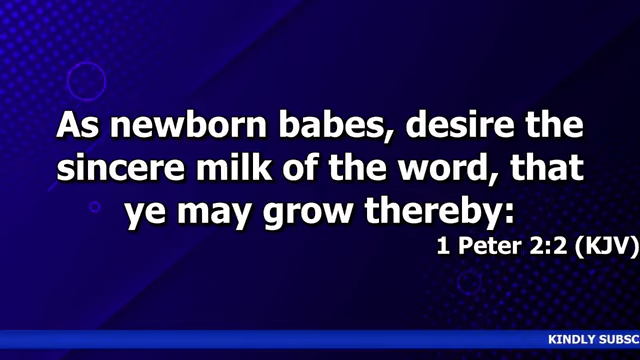 As newborn babes, desire the
sincere milk of the word, that
ye may grow thereby:
1 Peter 2:2 (KJV)
KINDLY SUBSC